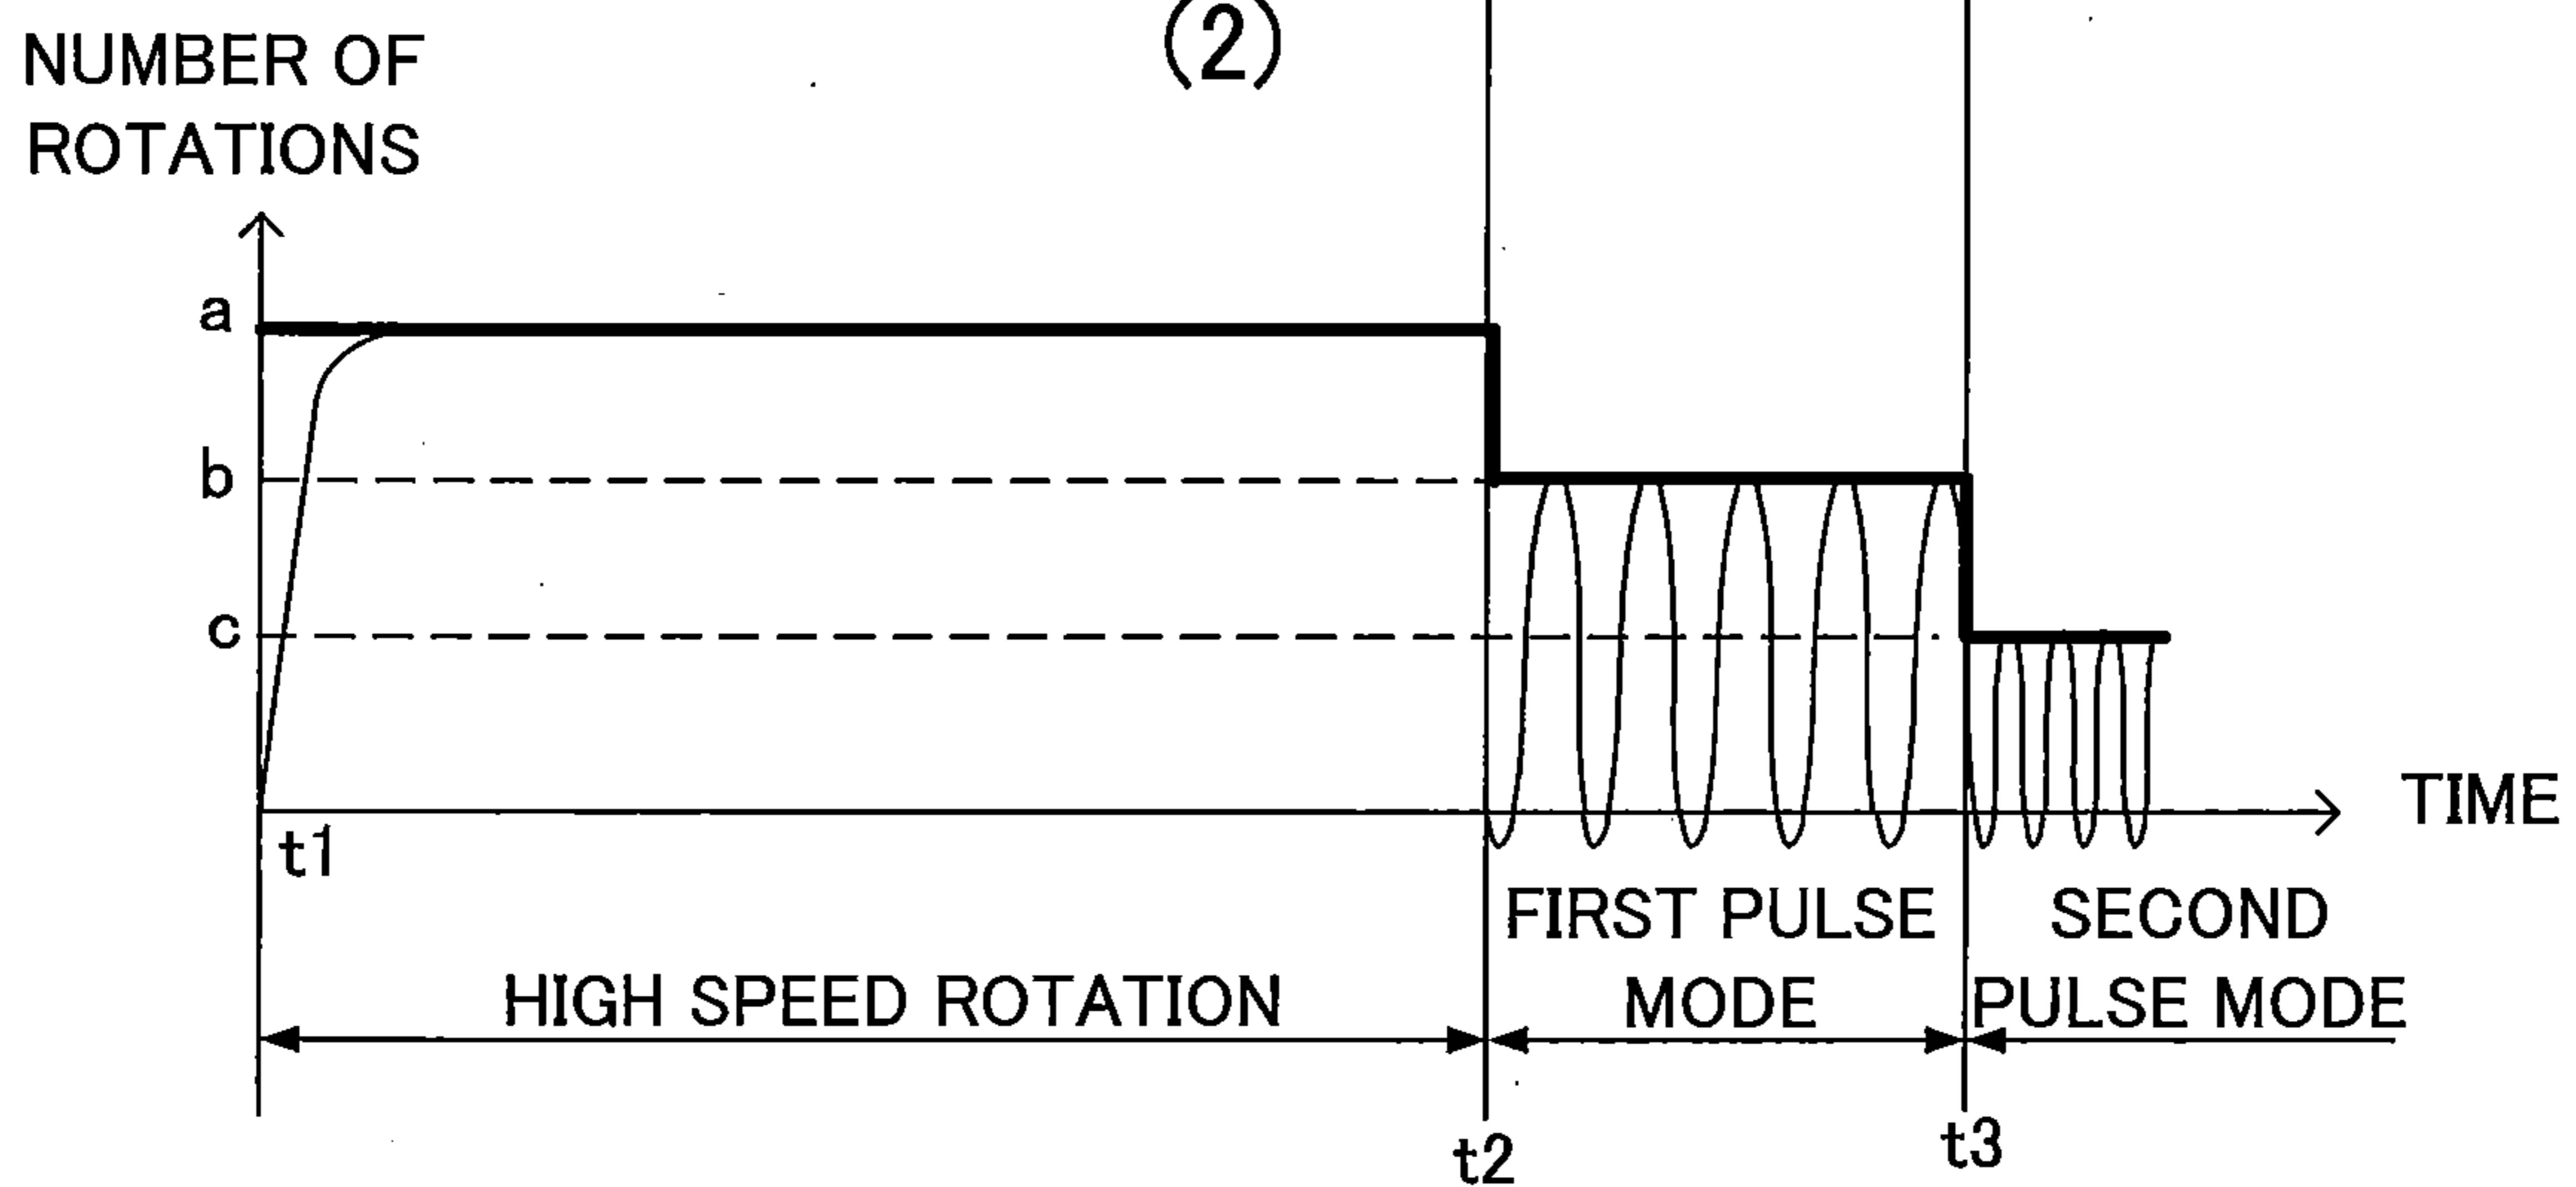 (2)
NUMBER OF
ROTATIONS
a
b
c
TIME
t1
FIRST PULSE
MODE
SECOND
PULSE MODE
HIGH SPEED ROTATION
t2
t3